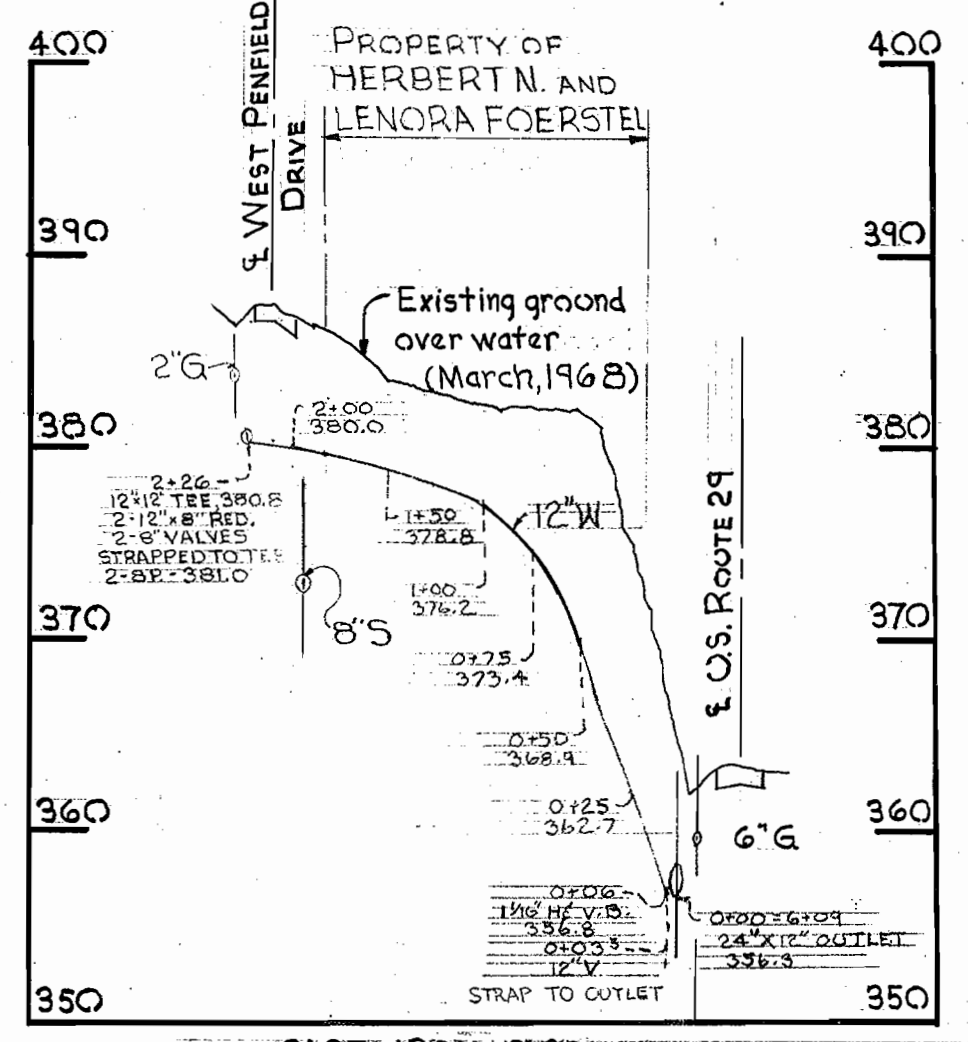 400
400
PROPERTY OF
HERBERT N. AND
LENORA FOERSTEL
℄ WEST PENFIELD
DRIVE
390
390
Existing ground
over water
(March, 1968)
2"G
2+00
380.0
380
380
2+26
12"x12" TEE, 380.8
2-12"x8" RED.
2-8" VALVES
STRAPPED TO TEE
2-8P.-381.0
1+50
378.8
12"W
℄ U.S. ROUTE 29
1+00
376.2
370
370
8"S
0+75
373.4
0+50
368.9
0+25
362.7
360
360
6"G
0+06
1/16" H & V.B.
356.8
0+03⁵
12"V
STRAP TO OUTLET
0+00=6+09
24"X12" OUTLET
356.3
350
350